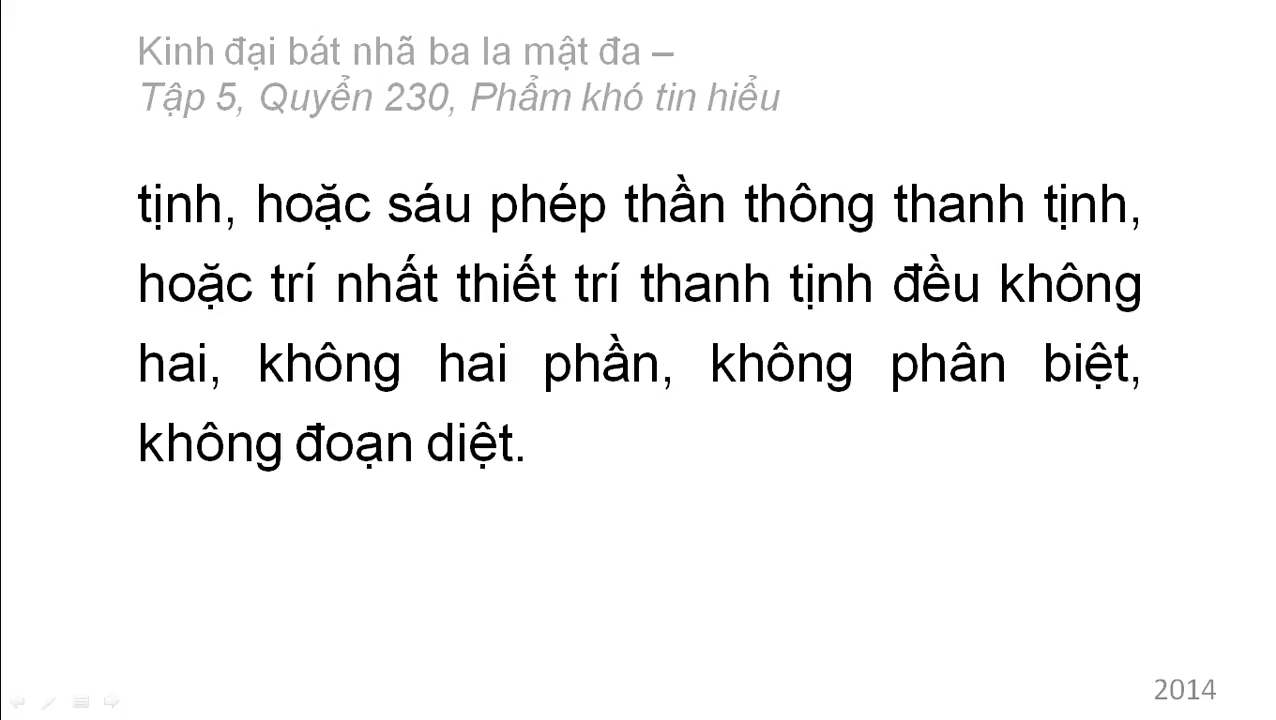 Kinh đại bát nhã ba la mật đa –
Tập 5, Quyển 230, Phẩm khó tin hiểu
tịnh, hoặc sáu phép thần thông thanh tịnh,
hoặc trí nhất thiết trí thanh tịnh đều không
hai, không hai phần, không phân biệt,
không đoạn diệt.
2014